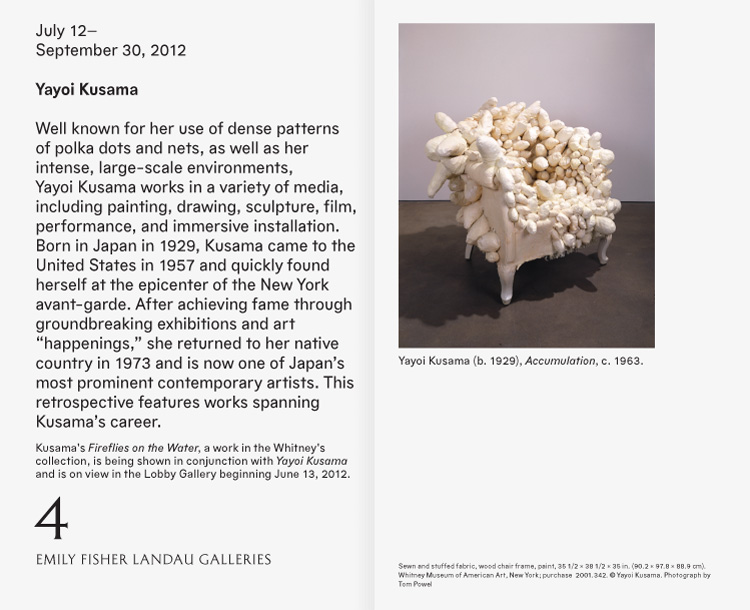 July 12–
September 30, 2012
Yayoi Kusama
Well known for her use of dense patterns
of polka dots and nets, as well as her
intense, large-scale environments,
Yayoi Kusama works in a variety of media,
including painting, drawing, sculpture, film,
performance, and immersive installation.
Born in Japan in 1929, Kusama came to the
United States in 1957 and quickly found
herself at the epicenter of the New York
avant-garde. After achieving fame through
groundbreaking exhibitions and art
“happenings,” she returned to her native
country in 1973 and is now one of Japan’s
most prominent contemporary artists. This
retrospective features works spanning
Kusama’s career.
Kusama’s Fireflies on the Water, a work in the Whitney’s
collection, is being shown in conjunction with Yayoi Kusama
and is on view in the Lobby Gallery beginning June 13, 2012.
4
EMILY FISHER LANDAU GALLERIES
Yayoi Kusama (b. 1929), Accumulation, c. 1963.
Sewn and stuffed fabric, wood chair frame, paint, 35 1/2 × 38 1/2 × 35 in. (90.2 × 97.8 × 88.9 cm).
Whitney Museum of American Art, New York; purchase 2001.342. © Yayoi Kusama. Photograph by
Tom Powel